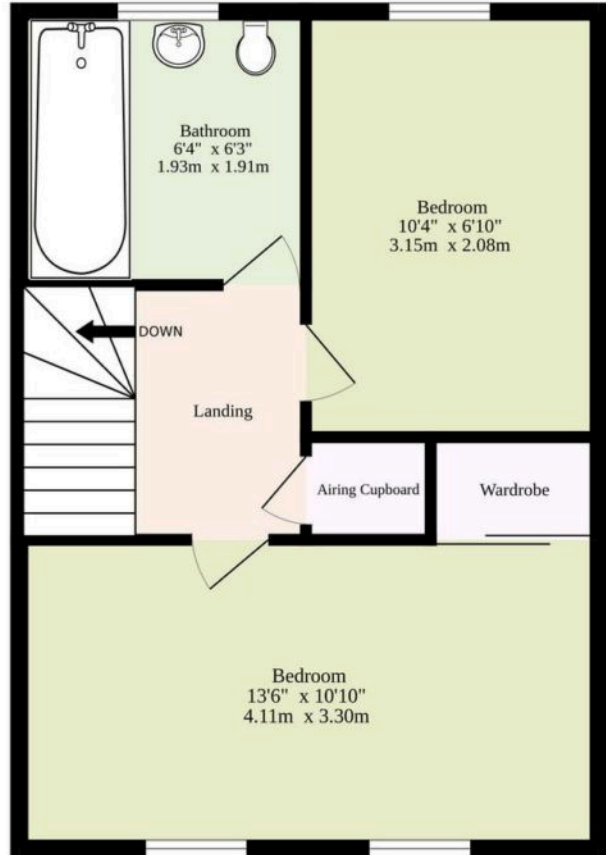 Bathroom
6'4" x 6'3"
1.93m x 1.91m
Bedroom
10'4" x 6'10"
3.15m x 2.08m
DOWN
Landing
Airing Cupboard
Wardrobe
Bedroom
13'6" x 10'10"
4.11m x 3.30m